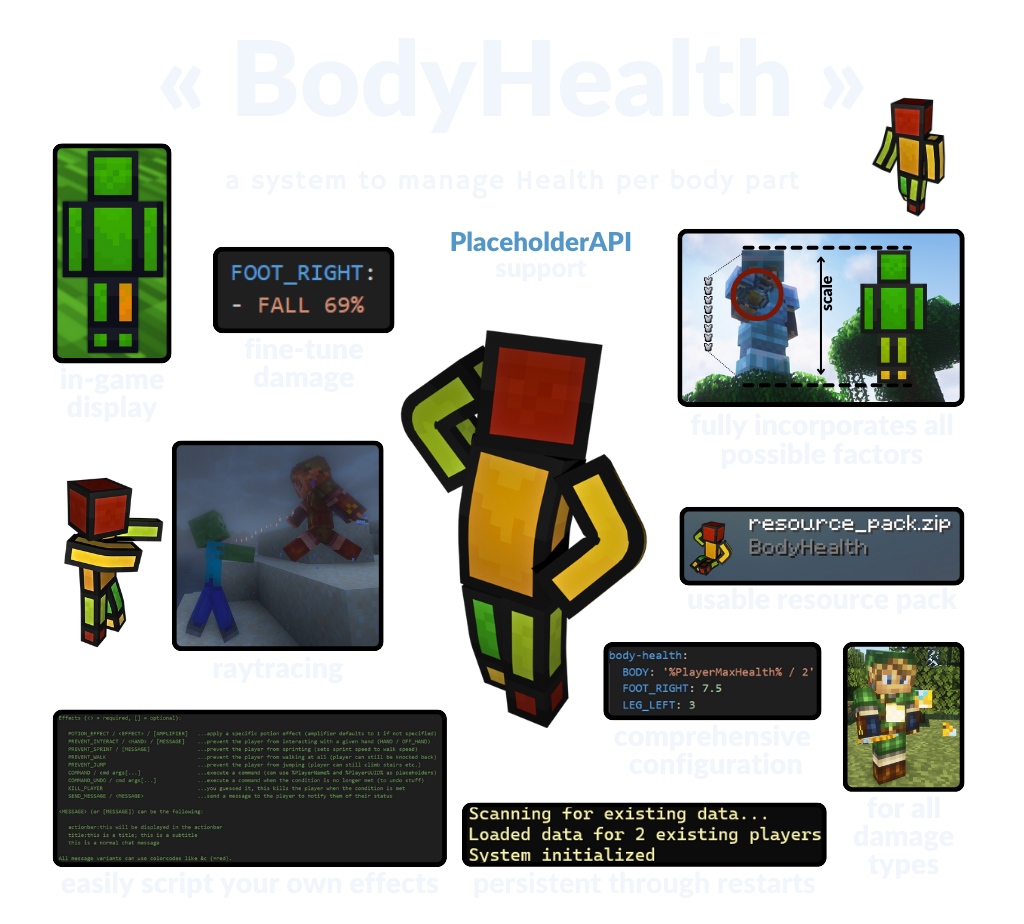 « BodyHealth »
a system to manage Health per body part
PlaceholderAPI
support
FOOT_RIGHT:
- FALL 69%
fine-tune
damage
in-game
display
scale
fully incorporates all
possible factors
raytracing
resource_pack.zip
BodyHealth
usable resource pack
body-health:
BODY: '%PlayerMaxHealth% / 2'
FOOT_RIGHT: 7.5
LEG_LEFT: 3
comprehensive
configuration
for all
damage
types
Effects (<> = required, [] = optional):
POTION_EFFECT / <EFFECT> / [AMPLIFIER] ...apply a specific potion effect (amplifier defaults to 1 if not specified)
PREVENT_INTERACT / <HAND> / [MESSAGE] ...prevent the player from interacting with a given hand (HAND / OFF_HAND)
PREVENT_SPRINT / [MESSAGE] ...prevent the player from sprinting (sets sprint speed to walk speed)
PREVENT_WALK ...prevent the player from walking at all (player can still be knocked back)
PREVENT_JUMP ...prevent the player from jumping (player can still climb stairs etc.)
COMMAND / cmd args[...] ...execute a command (can use %PlayerName% and %PlayerUUID% as placeholders)
COMMAND_UNDO / cmd args[...] ...execute a command when the condition is no longer met (to undo stuff)
KILL_PLAYER ...you guessed it, this kills the player when the condition is met
SEND_MESSAGE / <MESSAGE> ...send a message to the player to notify them of their status
<MESSAGE> (or [MESSAGE]) can be the following:
actionbar:this will be displayed in the actionbar
title:this is a title; this is a subtitle
this is a normal chat message
All message variants can use colorcodes like &c (=red).
easily script your own effects
Scanning for existing data...
Loaded data for 2 existing players
System initialized
persistent through restarts